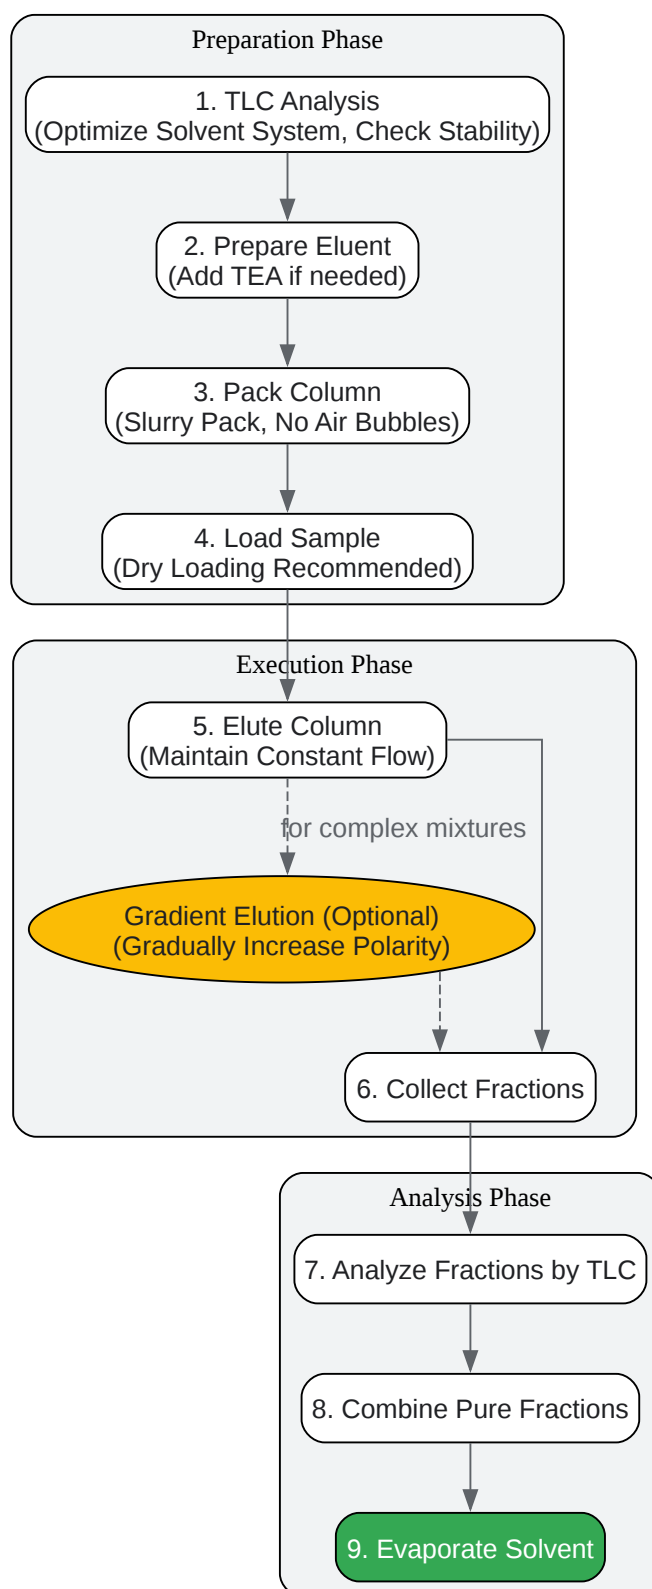 Preparation Phase
1. TLC Analysis
(Optimize Solvent System, Check Stability)
2. Prepare Eluent
(Add TEA if needed)
3. Pack Column
(Slurry Pack, No Air Bubbles)
4. Load Sample
(Dry Loading Recommended)
Execution Phase
5. Elute Column
(Maintain Constant Flow)
for complex mixtures
Gradient Elution (Optional)
(Gradually Increase Polarity)
6. Collect Fractions
Analysis Phase
7. Analyze Fractions by TLC
8. Combine Pure Fractions
9. Evaporate Solvent